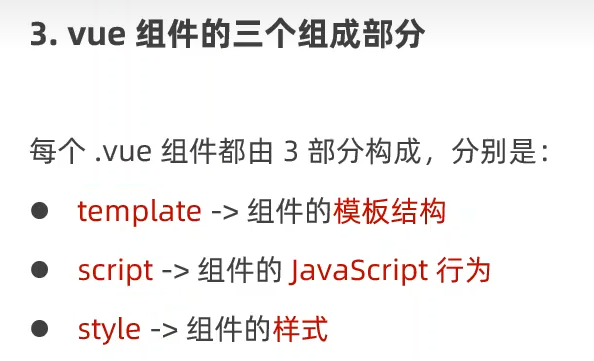 3. vue 组件的三个组成部分
每个 .vue 组件都由 3 部分构成，分别是：
● template -> 组件的模板结构
● script -> 组件的 JavaScript 行为
● style -> 组件的样式